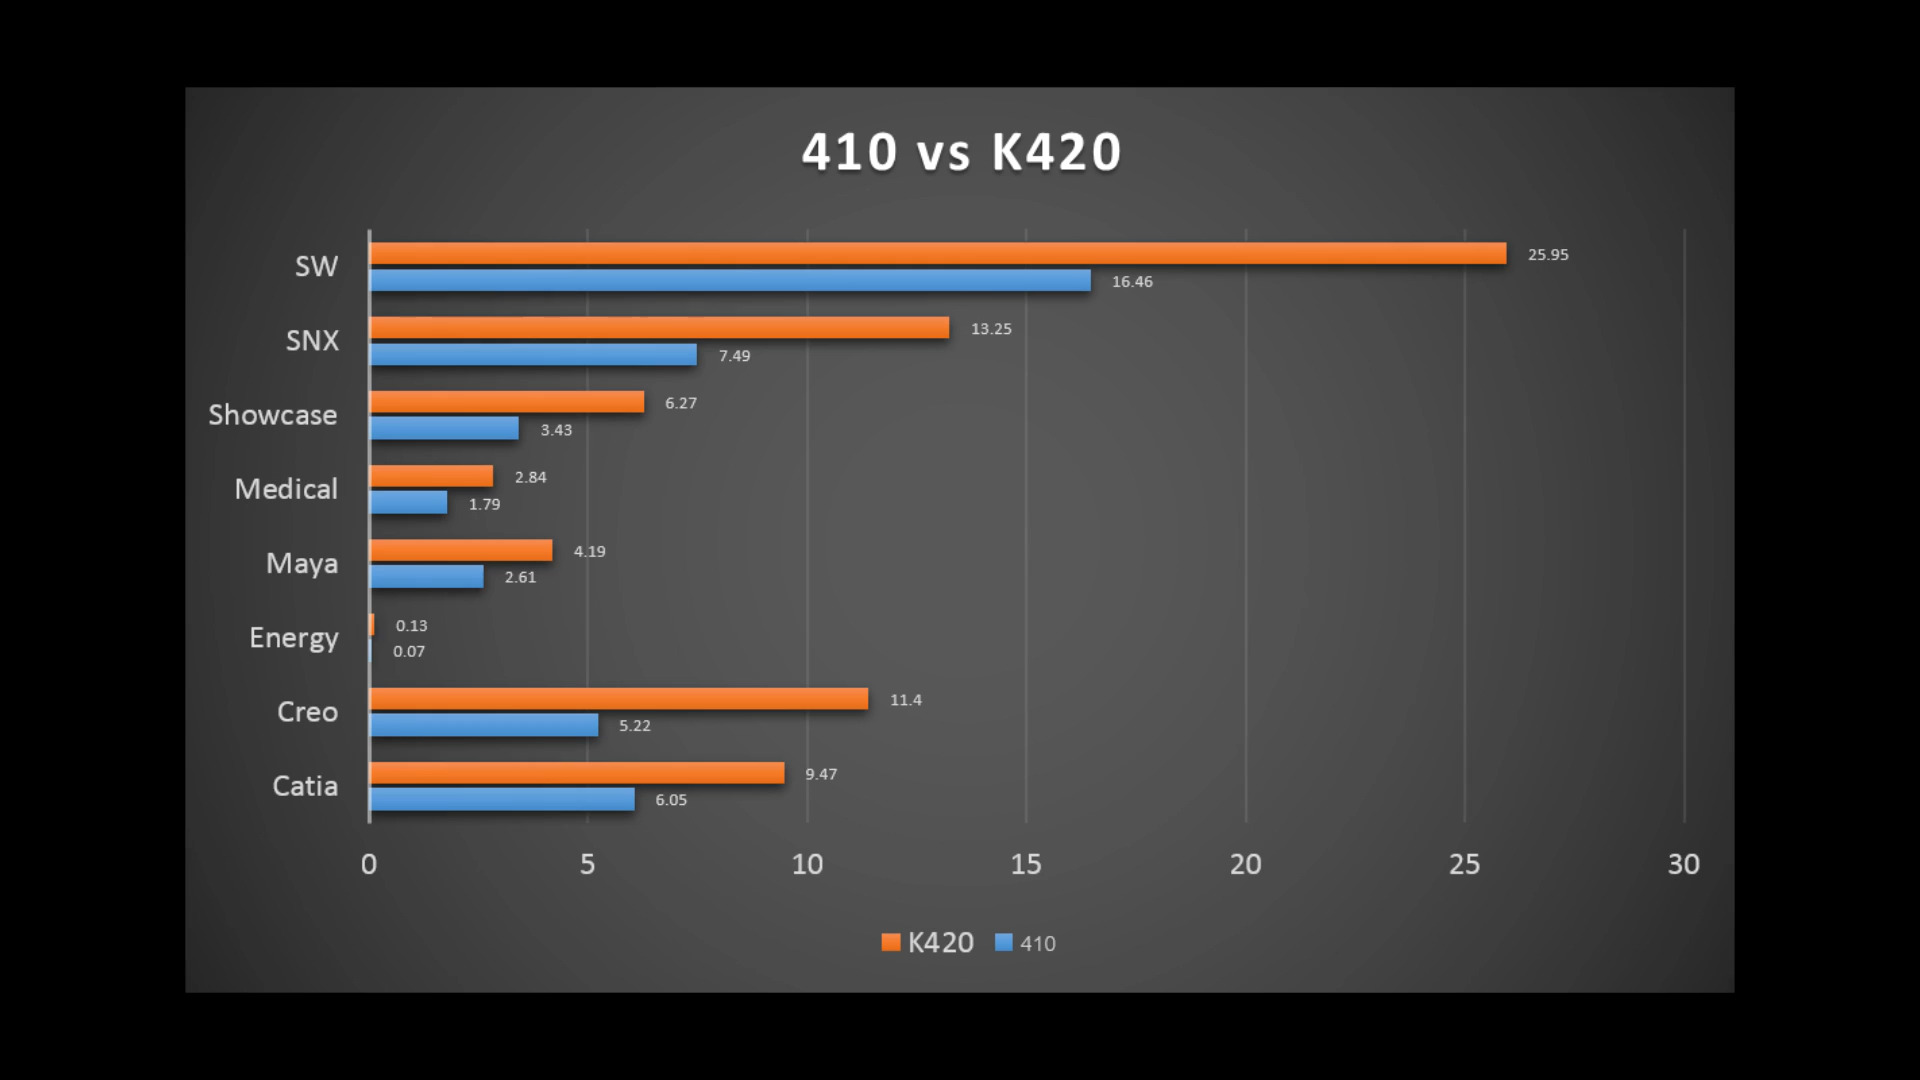 410 vs K420
SW
25.95
16.46
SNX
13.25
7.49
Showcase
6.27
3.43
Medical
2.84
1.79
Maya
4.19
2.61
Energy
0.13
0.07
Creo
11.4
5.22
Catia
9.47
6.05
0 5 10 15 20 25 30
K420 410